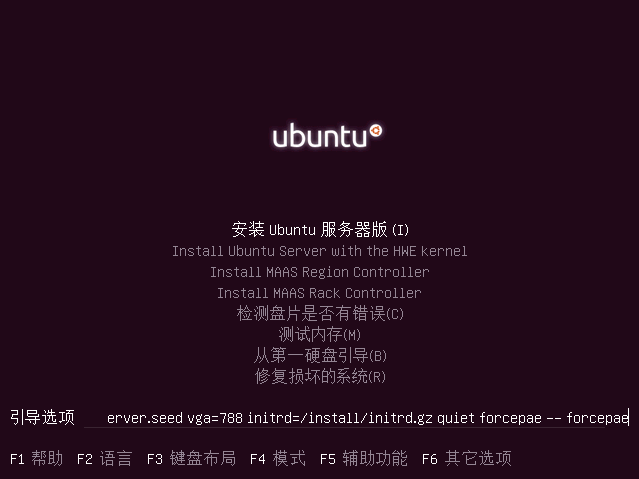 ubuntu
安装 Ubuntu 服务器版 (I)
Install Ubuntu Server with the HWE kernel
Install MAAS Region Controller
Install MAAS Rack Controller
检测盘片是否有错误(C)
测试内存(M)
从第一硬盘引导(B)
修复损坏的系统(R)
引导选项 erver.seed vga=788 initrd=/install/initrd.gz quiet forcepae -- forcepae
F1 帮助 F2 语言 F3 键盘布局 F4 模式 F5 辅助功能 F6 其它选项